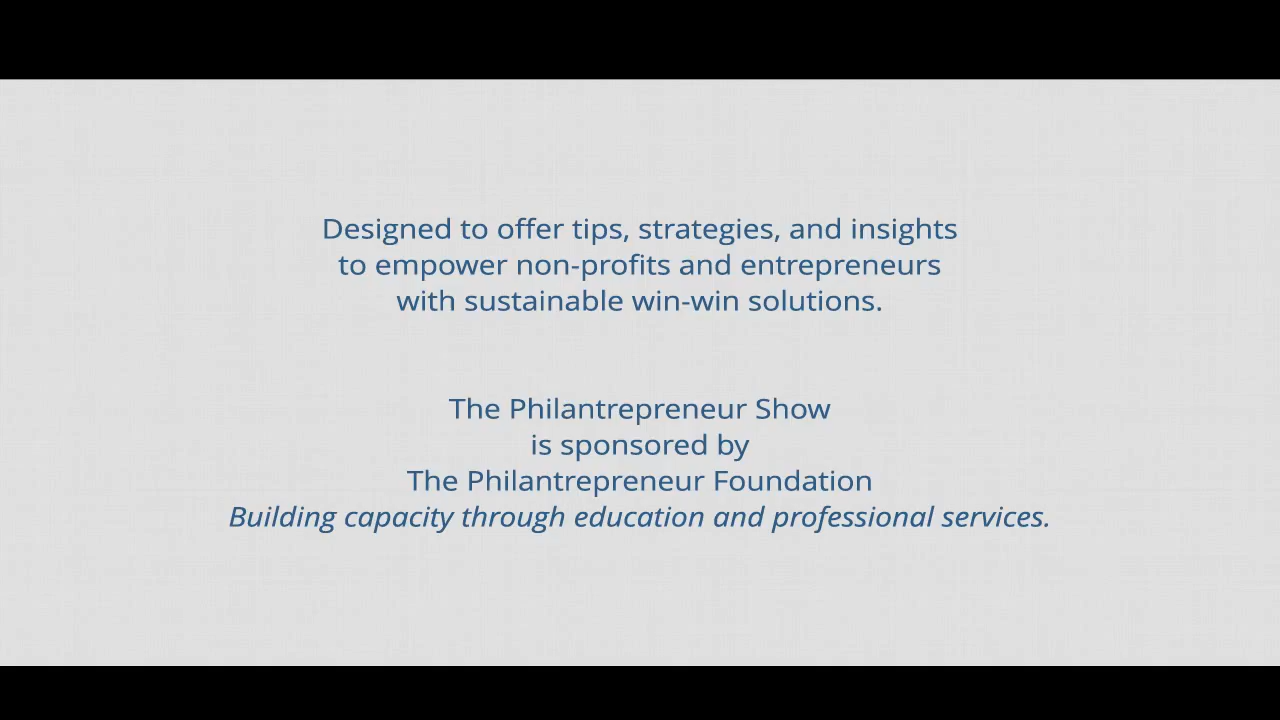 Designed to offer tips, strategies, and insights
to empower non-profits and entrepreneurs
with sustainable win-win solutions.
The Philantrepreneur Show
is sponsored by
The Philantrepreneur Foundation
Building capacity through education and professional services.